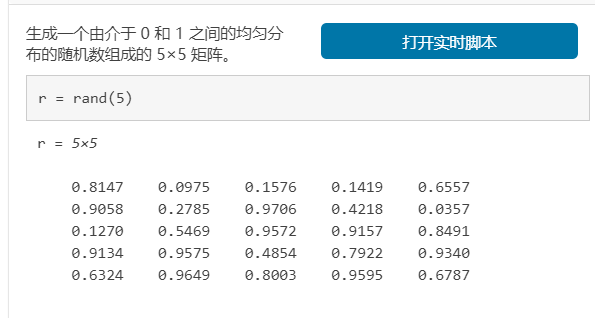 生成一个由介于 0 和 1 之间的均匀分
布的随机数组成的 5×5 矩阵。
打开实时脚本
r = rand(5)
r = 5×5
0.8147 0.0975 0.1576 0.1419 0.6557
0.9058 0.2785 0.9706 0.4218 0.0357
0.1270 0.5469 0.9572 0.9157 0.8491
0.9134 0.9575 0.4854 0.7922 0.9340
0.6324 0.9649 0.8003 0.9595 0.6787